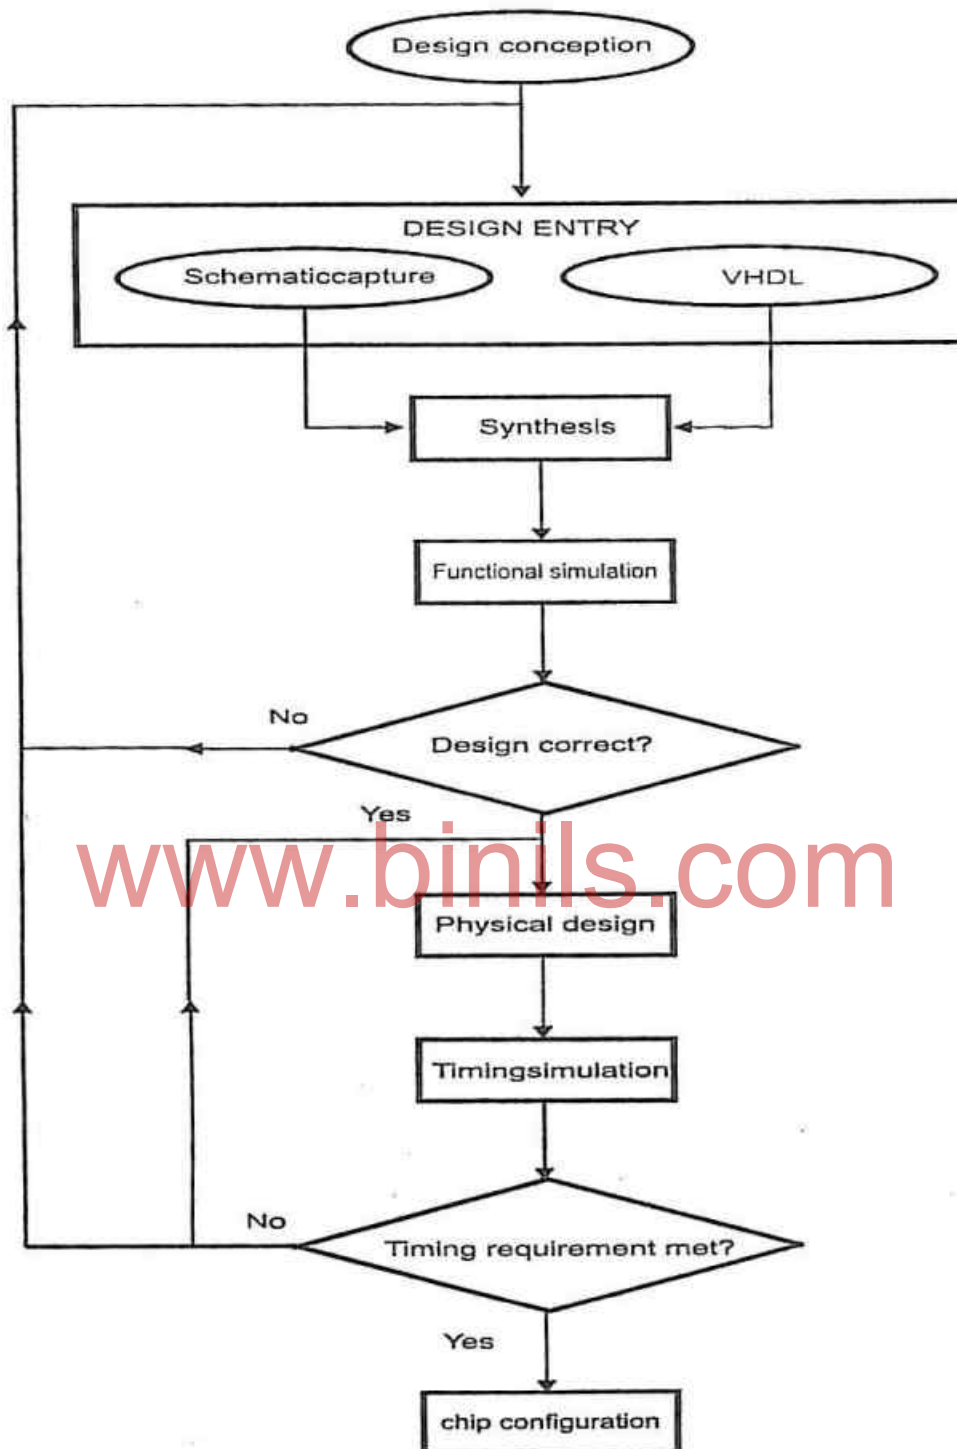 Design conception
DESIGN ENTRY
Schematiccapture
VHDL
Synthesis
Functional simulation
No
Design correct?
Yes
www.binils.com
Physical design
Timingsimulation
No
Timing requirement met?
Yes
chip configuration